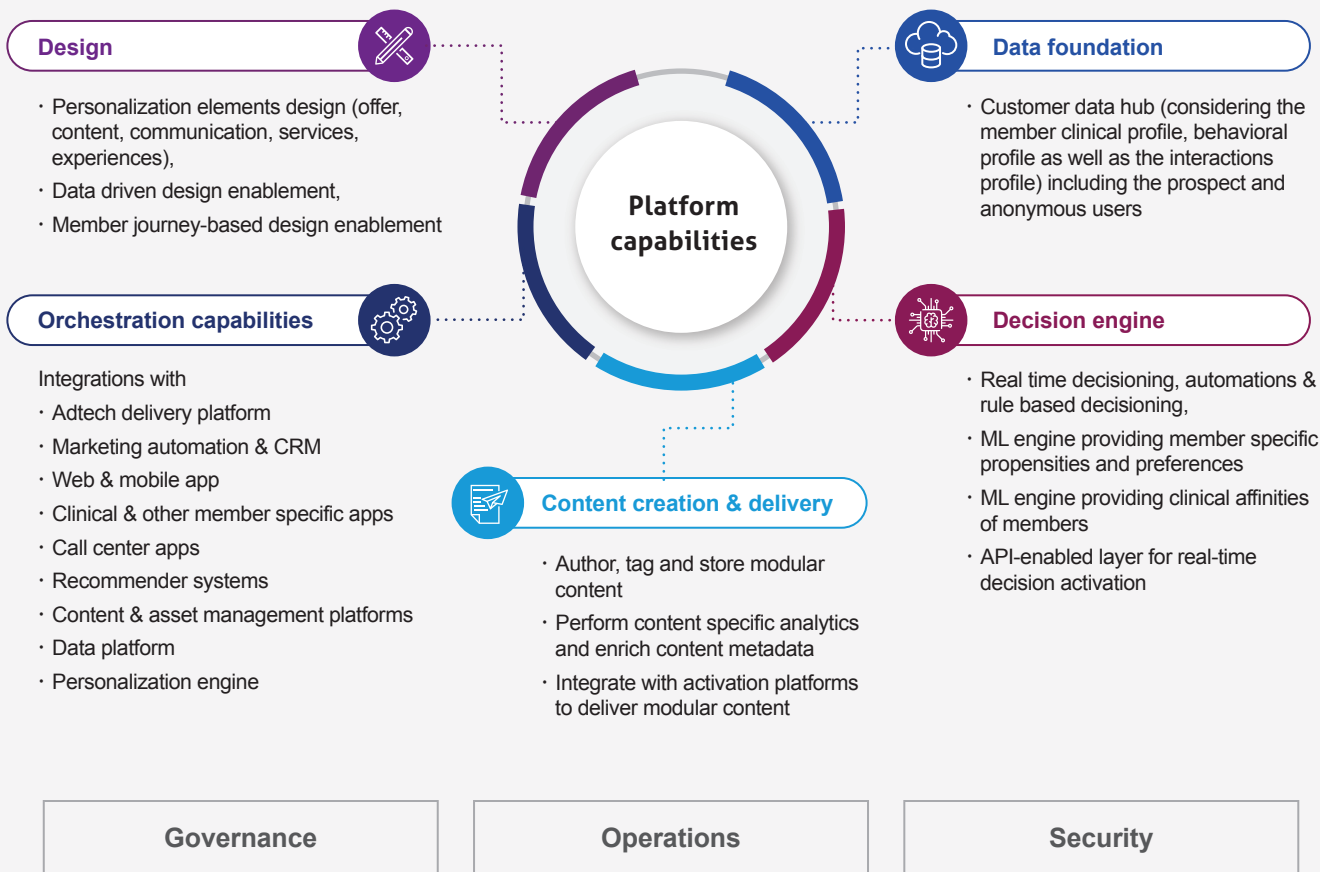 Design
· Personalization elements design (offer,
content, communication, services,
experiences),
· Data driven design enablement,
· Member journey-based design enablement
Data foundation
· Customer data hub (considering the
member clinical profile, behavioral
profile as well as the interactions
profile) including the prospect and
anonymous users
Platform
capabilities
Orchestration capabilities
Integrations with
· Adtech delivery platform
· Marketing automation & CRM
· Web & mobile app
· Clinical & other member specific apps
· Call center apps
· Recommender systems
· Content & asset management platforms
· Data platform
· Personalization engine
Decision engine
· Real time decisioning, automations &
rule based decisioning,
· ML engine providing member specific
propensities and preferences
· ML engine providing clinical affinities
of members
· API-enabled layer for real-time
decision activation
Content creation & delivery
· Author, tag and store modular
content
· Perform content specific analytics
and enrich content metadata
· Integrate with activation platforms
to deliver modular content
Governance
Operations
Security